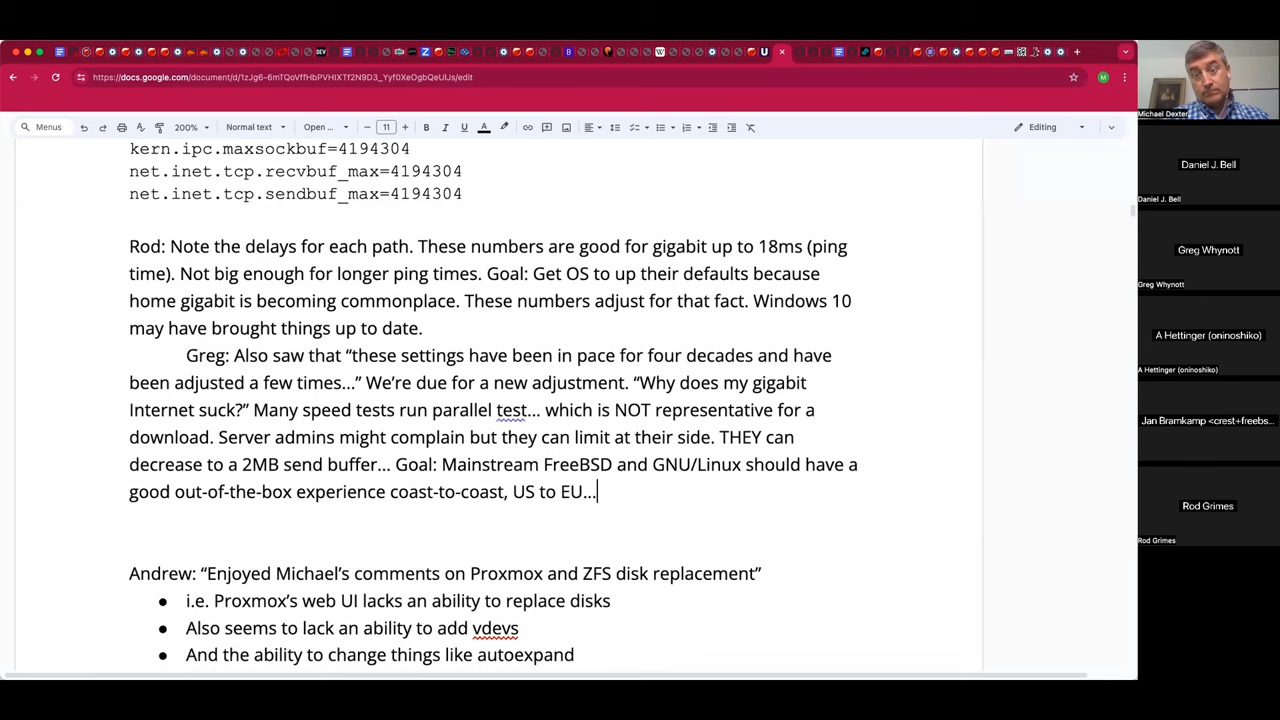 DEV
https://docs.google.com/document/d/1zJg6-6mTQoVffHbPVHIXTf2N9D3_Yyf0XeOgbQeUIJs/edit
M
Menus
200%
Normal text
Open ...
11
Editing
kern.ipc.maxsockbuf=4194304
net.inet.tcp.recvbuf_max=4194304
net.inet.tcp.sendbuf_max=4194304
Rod: Note the delays for each path. These numbers are good for gigabit up to 18ms (ping
time). Not big enough for longer ping times. Goal: Get OS to up their defaults because
home gigabit is becoming commonplace. These numbers adjust for that fact. Windows 10
may have brought things up to date.
Greg: Also saw that “these settings have been in pace for four decades and have
been adjusted a few times...” We’re due for a new adjustment. “Why does my gigabit
Internet suck?” Many speed tests run parallel test... which is NOT representative for a
download. Server admins might complain but they can limit at their side. THEY can
decrease to a 2MB send buffer... Goal: Mainstream FreeBSD and GNU/Linux should have a
good out-of-the-box experience coast-to-coast, US to EU...
Andrew: “Enjoyed Michael’s comments on Proxmox and ZFS disk replacement”
● i.e. Proxmox’s web UI lacks an ability to replace disks
● Also seems to lack an ability to add vdevs
● And the ability to change things like autoexpand
Michael Dexter
Daniel J. Bell
Daniel J. Bell
Greg Whynott
Greg Whynott
A Hettinger (oninoshiko)
A Hettinger (oninoshiko)
Jan Bramkamp <crest+freebs...
Rod Grimes
Rod Grimes